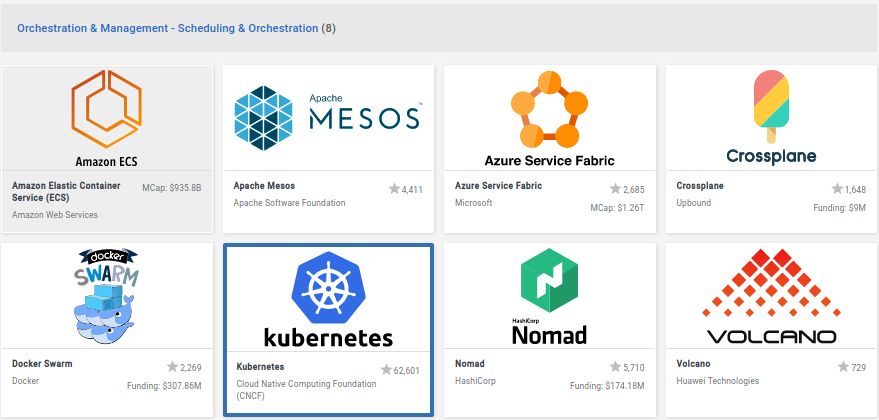 Orchestration & Management - Scheduling & Orchestration (8)
Amazon ECS
Amazon Elastic Container
Service (ECS)
MCap: $935.8B
Amazon Web Services
Apache
MESOS™
Apache Mesos
4,411
Apache Software Foundation
Azure Service Fabric
Azure Service Fabric
2,685
Microsoft
MCap: $1.26T
Crossplane
Crossplane
1,648
Upbound
Funding: $9M
docker
SWARM
Docker Swarm
2,269
Docker
Funding: $307.86M
kubernetes
Kubernetes
62,601
Cloud Native Computing Foundation
(CNCF)
HashiCorp
Nomad
Nomad
5,710
HashiCorp
Funding: $174.18M
VOLCANO
Volcano
729
Huawei Technologies